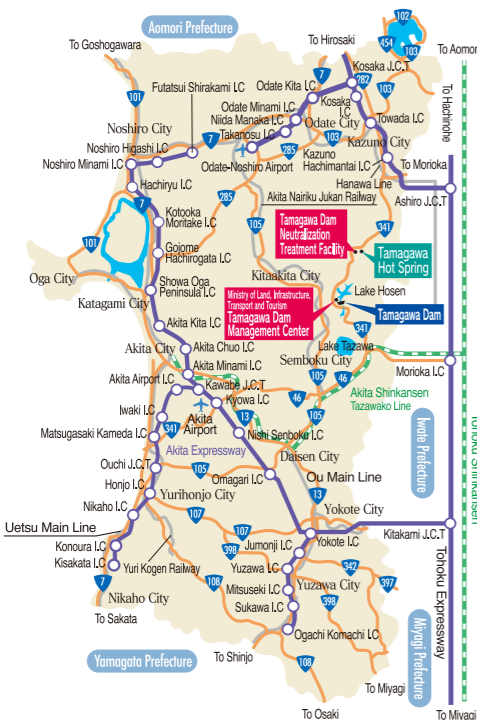 102
Aomori Prefecture
To Goshogawara
To Hirosaki
454
103
To Aomori
Kosaka J.C.T
7
282
Futatsui Shirakami I.C
Odate Kita I.C
103
To Hachinohe
101
Odate Minami I.C
Kosaka
I.C
Niida Manaka I.C
Odate City
Towada I.C
Noshiro City
Takanosu I.C
7
103
Kazuno City
Noshiro Higashi I.C
285
Kazuno
Hachimantai I.C
To Morioka
Noshiro Minami I.C
Odate-Noshiro Airport
Hanawa Line
Hachiryu I.C
285
Akita Nairiku Jukan Railway
Ashiro J.C.T
7
Kotooka
Moritake I.C
105
Tamagawa Dam
Neutralization
Treatment Facility
341
101
Gojome
Hachirogata I.C
Tamagawa
Hot Spring
Oga City
Kitaakita City
Showa Oga
Peninsula I.C
Ministry of Land, Infrastructure,
Transport and Tourism
Tamagawa Dam
Management Center
Lake Hosen
Katagami City
Tamagawa Dam
Akita Kita I.C
341
Akita City
Akita Chuo I.C
Lake Tazawa
Semboku City
Akita Minami I.C
Morioka I.C
Akita Airport I.C
Kawabe J.C.T
105
46
Kyowa I.C
46
Akita Shinkansen
Tazawako Line
Iwaki I.C
Akita
Airport
13
105
Matsugasaki Kameda I.C
341
Nishi Senboku I.C
Iwate Prefecture
Tohoku Shinkansen
Akita Expressway
Daisen City
Ouchi J.C.T
105
Omagari I.C
Ou Main Line
Honjo I.C
Yurihonjo City
13
Nikaho I.C
107
Yokote City
Uetsu Main Line
107
Kitakami J.C.T
Konoura I.C
398
Jumonji I.C
Yokote I.C
Kisakata I.C
Yuri Kogen Railway
Yuzawa I.C
342
Tohoku Expressway
7
108
Mitsuseki I.C
Yuzawa City
397
Nikaho City
Sukawa I.C
398
To Sakata
Ogachi Komachi I.C
Miyagi Prefecture
Yamagata Prefecture
To Shinjo
108
To Miyagi
To Osaki
To Miyagi